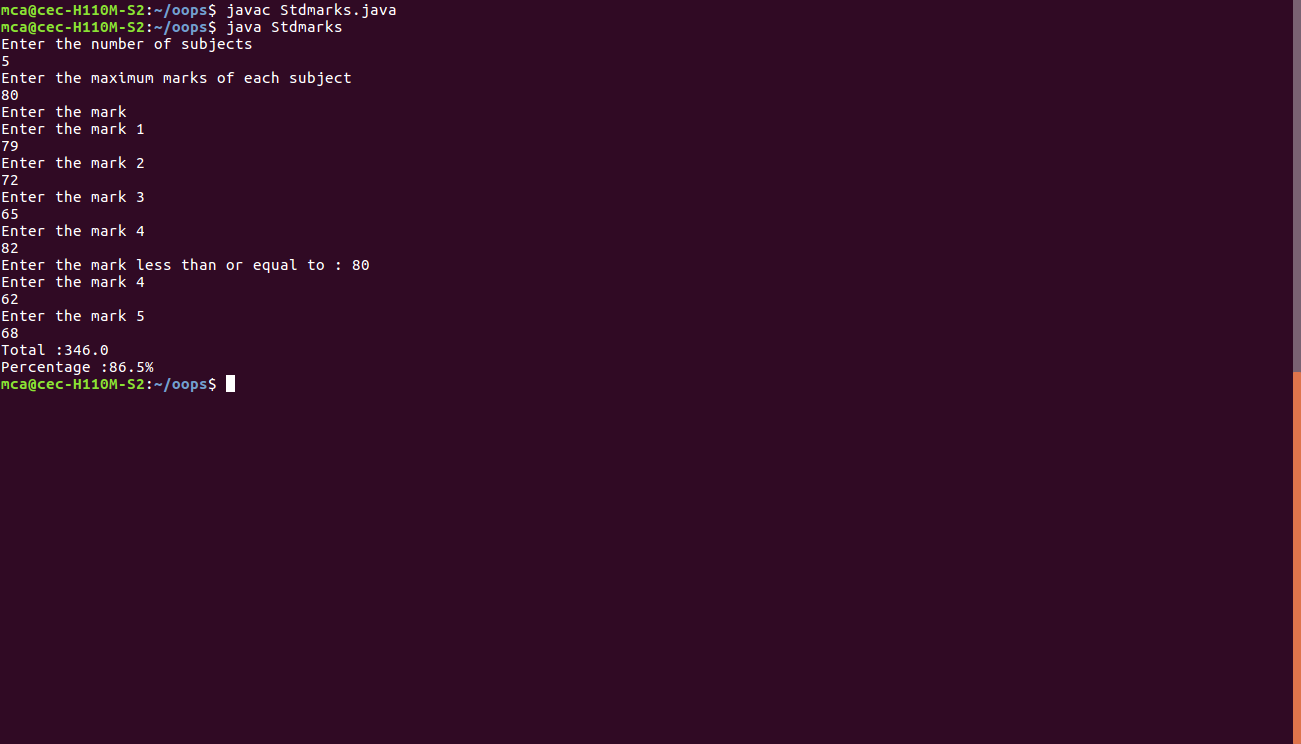 mca@cec-H110M-S2:~/oops$ javac Stdmarks.java
mca@cec-H110M-S2:~/oops$ java Stdmarks
Enter the number of subjects
5
Enter the maximum marks of each subject
80
Enter the mark
Enter the mark 1
79
Enter the mark 2
72
Enter the mark 3
65
Enter the mark 4
82
Enter the mark less than or equal to : 80
Enter the mark 4
62
Enter the mark 5
68
Total :346.0
Percentage :86.5%
mca@cec-H110M-S2:~/oops$